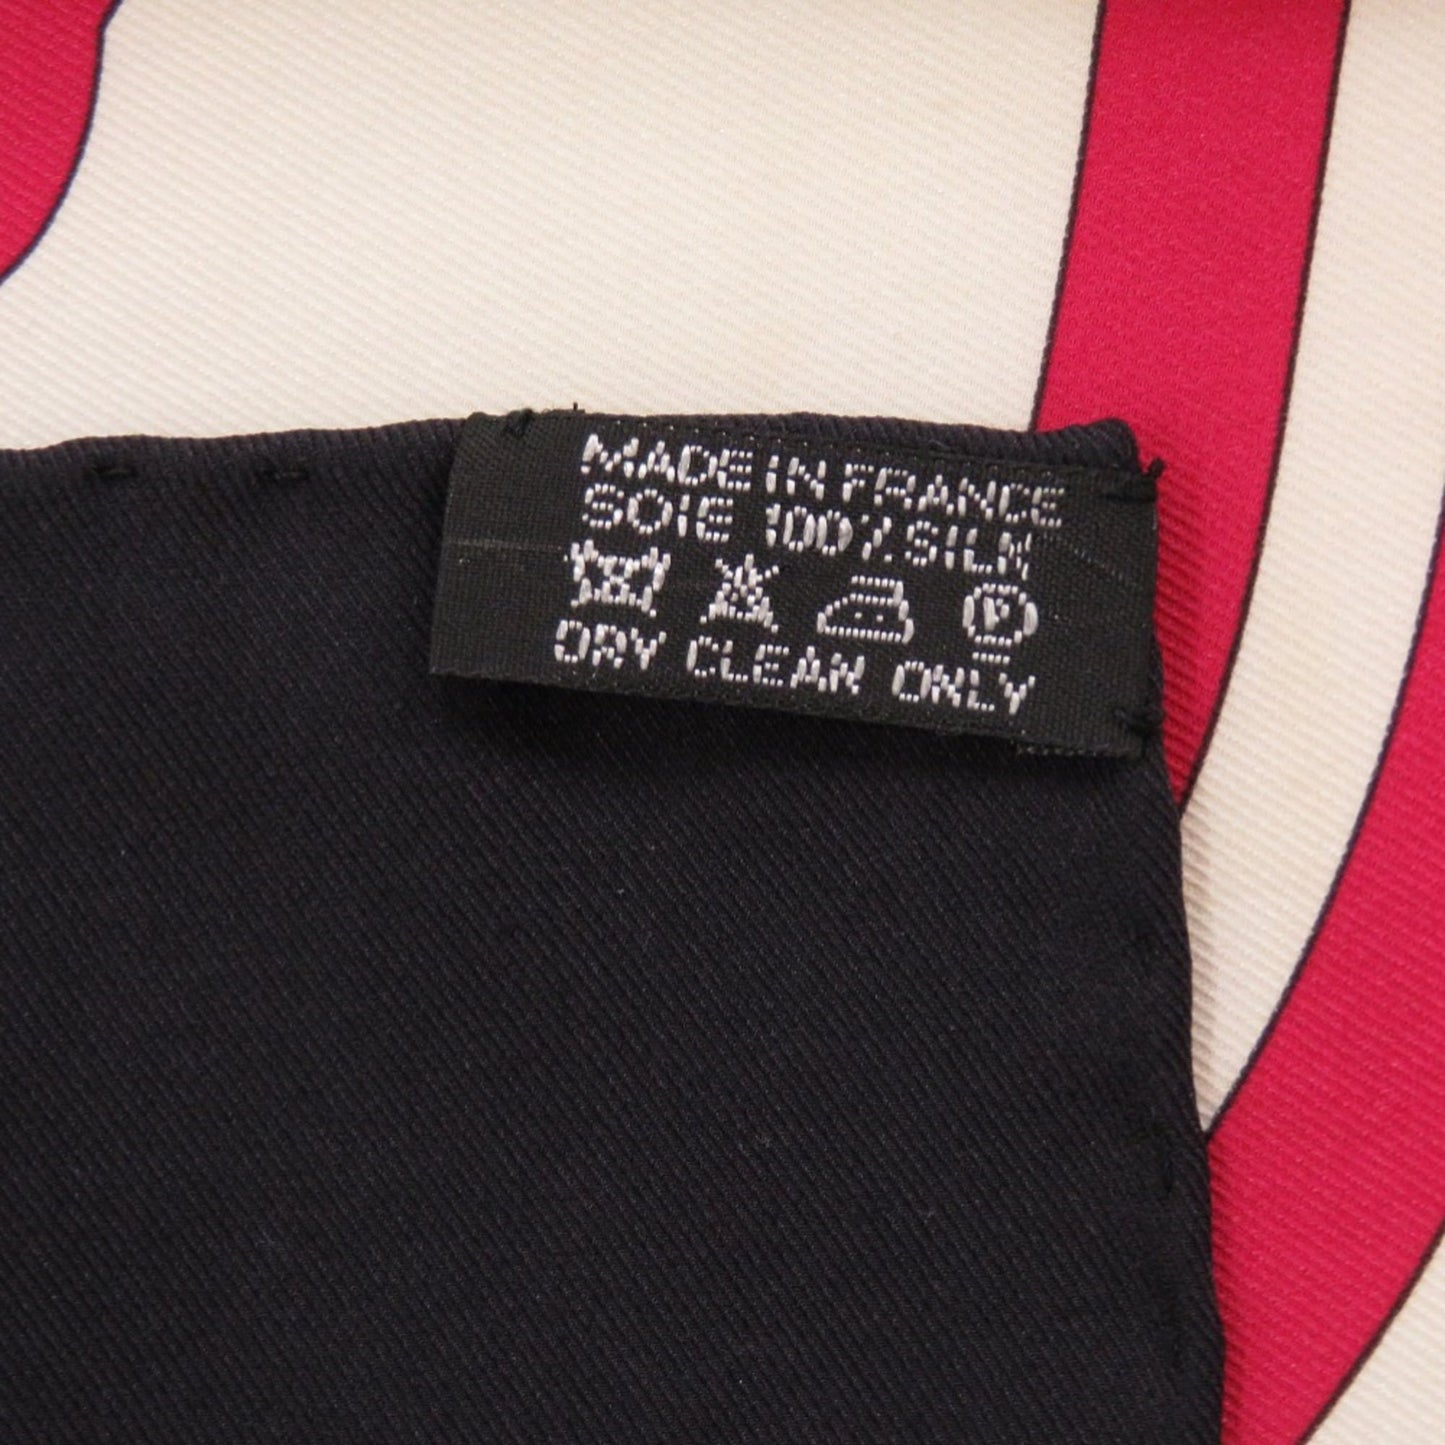 MADE IN FRANCE
SOIE 100% SILK
P
DRY CLEAN ONLY